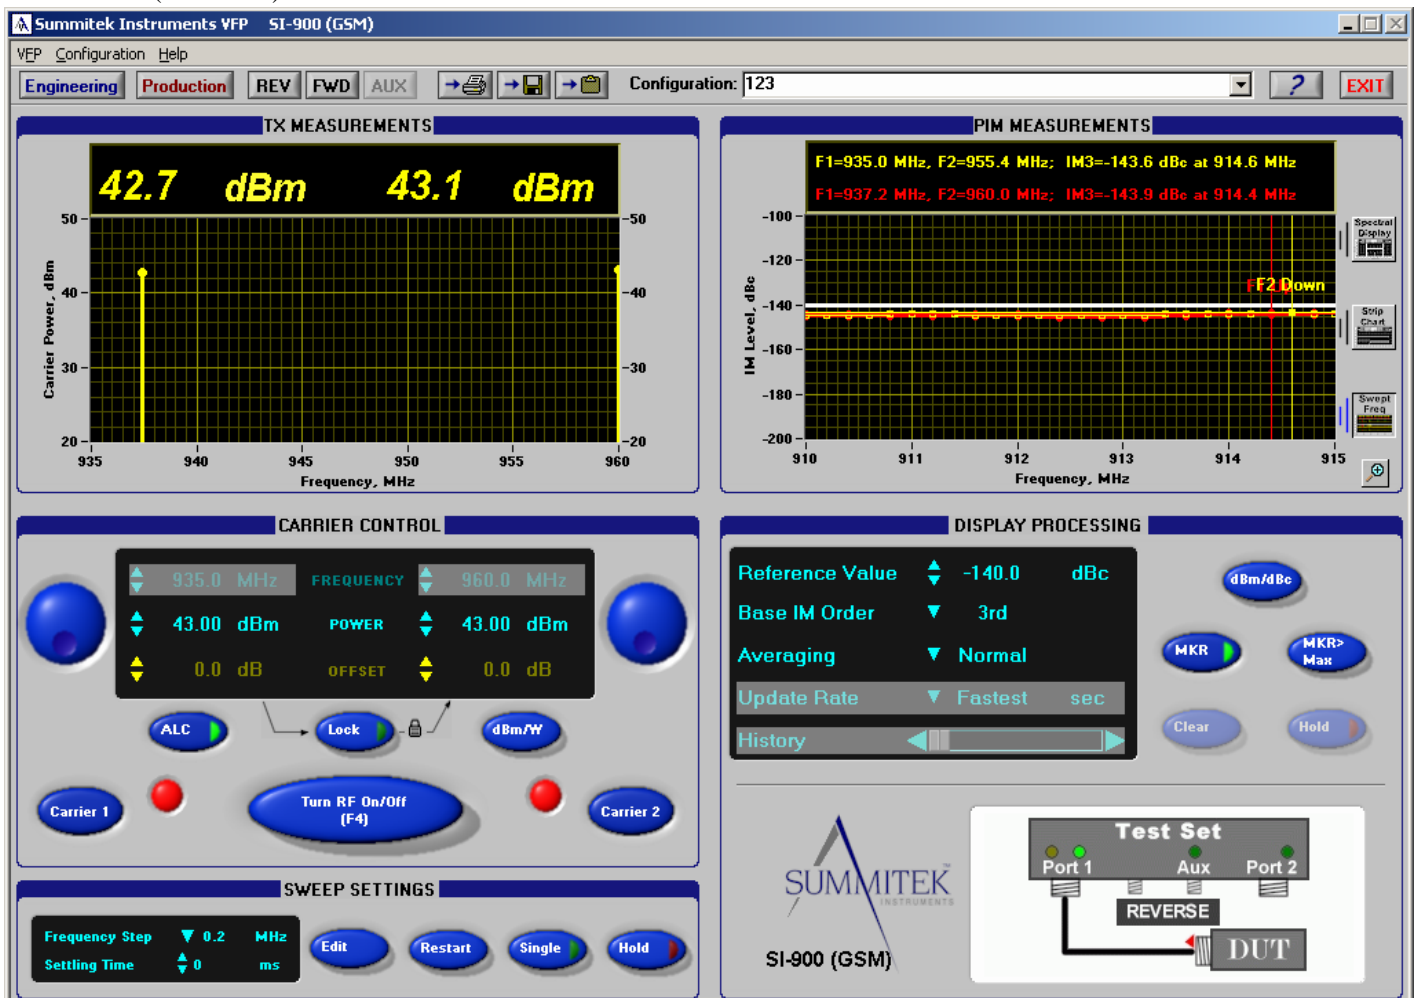 Summitek Instruments VFP SI-900 (GSM)
VFP Configuration Help
Engineering Production REV FWD AUX Configuration: 123 ? EXIT
TX MEASUREMENTS
42.7 dBm 43.1 dBm
50 50
40 40
30 30
20 20
Carrier Power, dBm
935 940 945 950 955 960
Frequency, MHz
PIM MEASUREMENTS
F1=935.0 MHz, F2=955.4 MHz; IM3=-143.6 dBc at 914.6 MHz
F1=937.2 MHz, F2=960.0 MHz; IM3=-143.9 dBc at 914.4 MHz
-100
-120
-140
-160
-180
-200
IM Level, dBc
F2 Down
910 911 912 913 914 915
Frequency, MHz
Spectral
Display
Strip
Chart
Swept
Freq
CARRIER CONTROL
935.0 MHz FREQUENCY 960.0 MHz
43.00 dBm POWER 43.00 dBm
0.0 dB OFFSET 0.0 dB
ALC Lock dBm/W
Carrier 1 Turn RF On/Off Carrier 2
(F4)
DISPLAY PROCESSING
Reference Value -140.0 dBc
Base IM Order 3rd
Averaging Normal
Update Rate Fastest sec
History
dBm/dBc
MKR MKR>
Max
Clear Hold
SWEEP SETTINGS
Frequency Step 0.2 MHz
Settling Time 0 ms
Edit Restart Single Hold
SUMMITEK™
INSTRUMENTS
SI-900 (GSM)
Test Set
Port 1 Aux Port 2
REVERSE
DUT